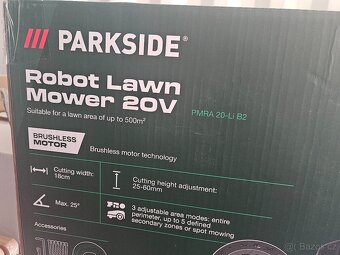 PARKSIDE®
Robot Lawn
Mower 20V
PMRA 20-Li B2
Suitable for a lawn area of up to 500m²
BRUSHLESS
MOTOR
Brushless motor technology
Cutting width:
18cm
Cutting height adjustment:
25-60mm
Max. 25°
3 adjustable area modes: entire
perimeter, up to 5 defined
secondary zones or spot mowing
Accessories